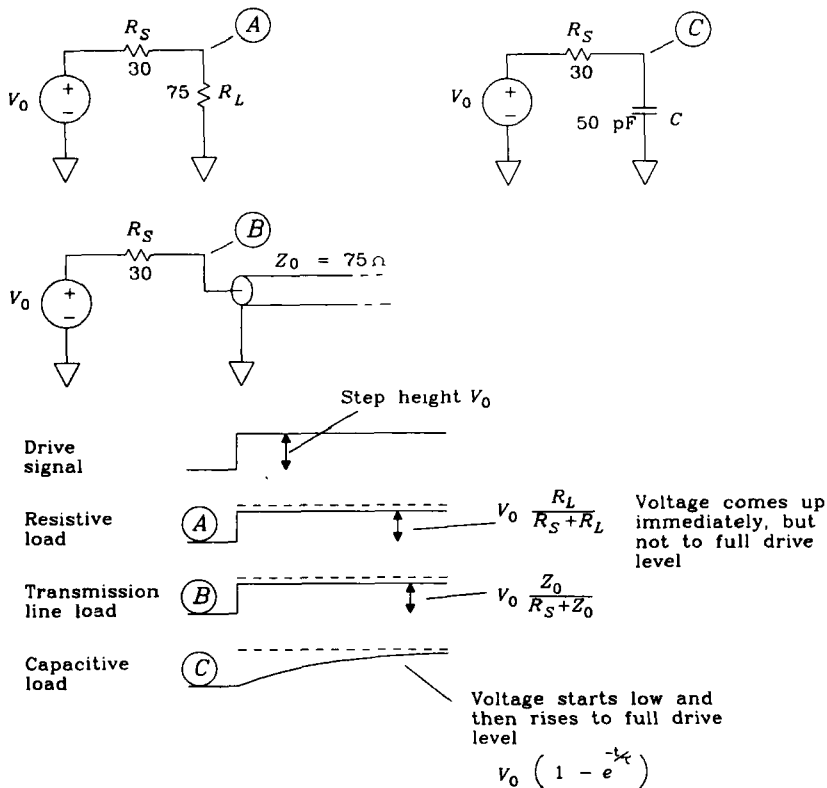 A
R_S
30
V_0
+
−
75 R_L
C
R_S
30
V_0
+
−
50 pF C
B
R_S
30
Z_0 = 75 Ω
V_0
+
−
Step height V_0
Drive
signal
Resistive
load
A
V_0 R_L / (R_S+R_L)
Voltage comes up
immediately, but
not to full drive
level
Transmission
line load
B
V_0 Z_0 / (R_S+Z_0)
Capacitive
load
C
Voltage starts low and
then rises to full drive
level
V_0 ( 1 − e^(-t/τ) )